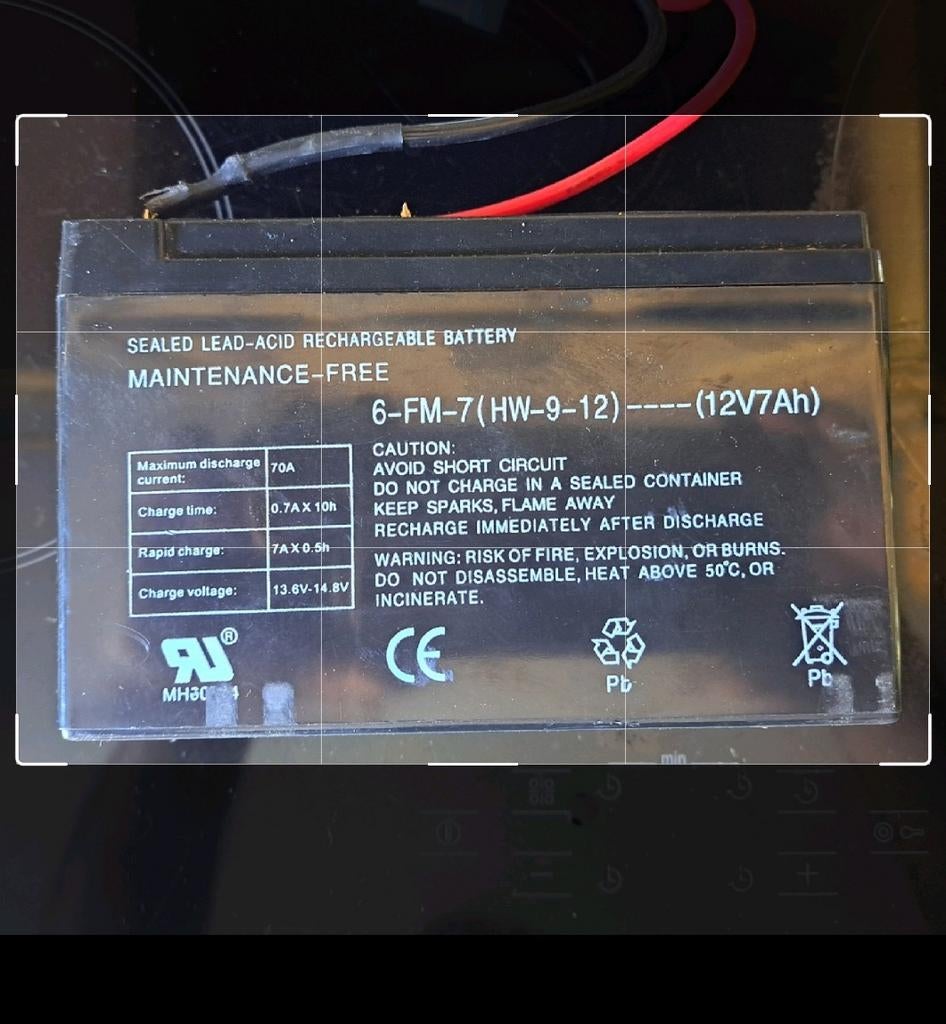 SEALED LEAD-ACID RECHARGEABLE BATTERY
MAINTENANCE-FREE
6-FM-7(HW-9-12)----(12V7Ah)
Maximum discharge current: 70A
Charge time: 0.7A X 10h
Rapid charge: 7A X 0.5h
Charge voltage: 13.6V-14.8V
CAUTION:
AVOID SHORT CIRCUIT
DO NOT CHARGE IN A SEALED CONTAINER
KEEP SPARKS, FLAME AWAY
RECHARGE IMMEDIATELY AFTER DISCHARGE
WARNING: RISK OF FIRE, EXPLOSION, OR BURNS.
DO NOT DISASSEMBLE, HEAT ABOVE 50°C, OR
INCINERATE.
®
CE
Pb
Pb
min